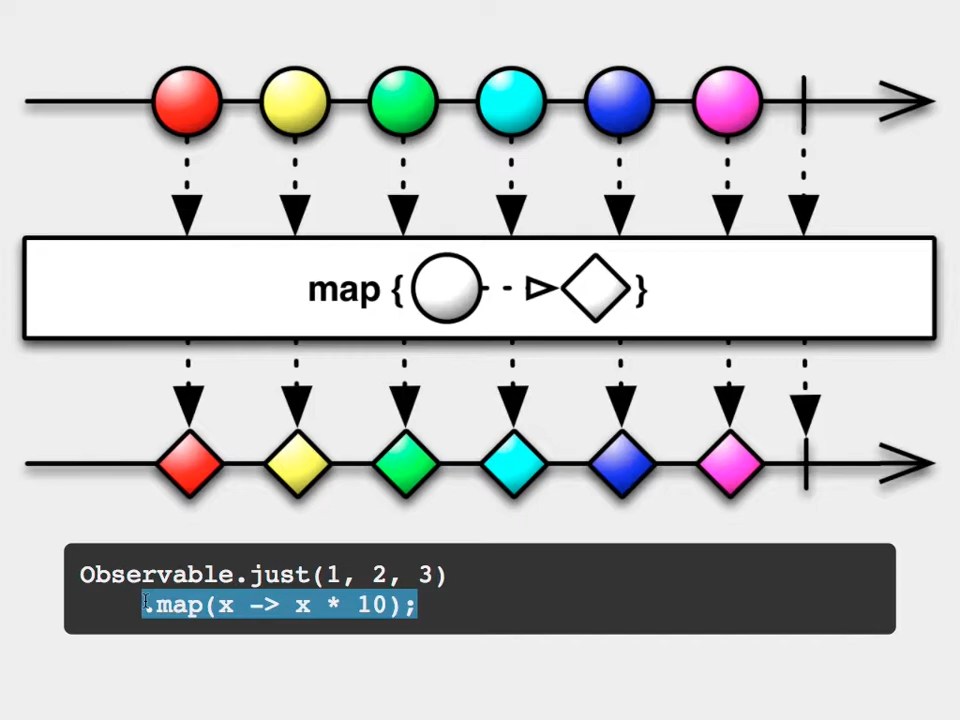 map { }
Observable.just(1, 2, 3)
.map(x -> x * 10);